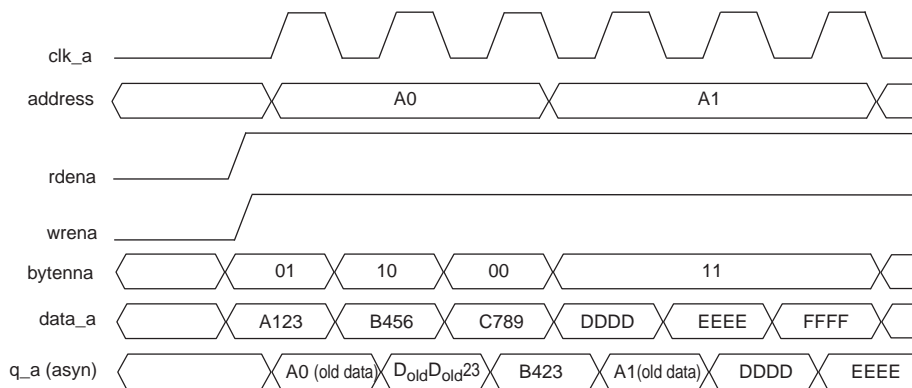 clk_a
address A0 A1
rdena
wrena
bytenna 01 10 00 11
data_a A123 B456 C789 DDDD EEEE FFFF
q_a (asyn) A0 (old data) DoldDold23 B423 A1(old data) DDDD EEEE